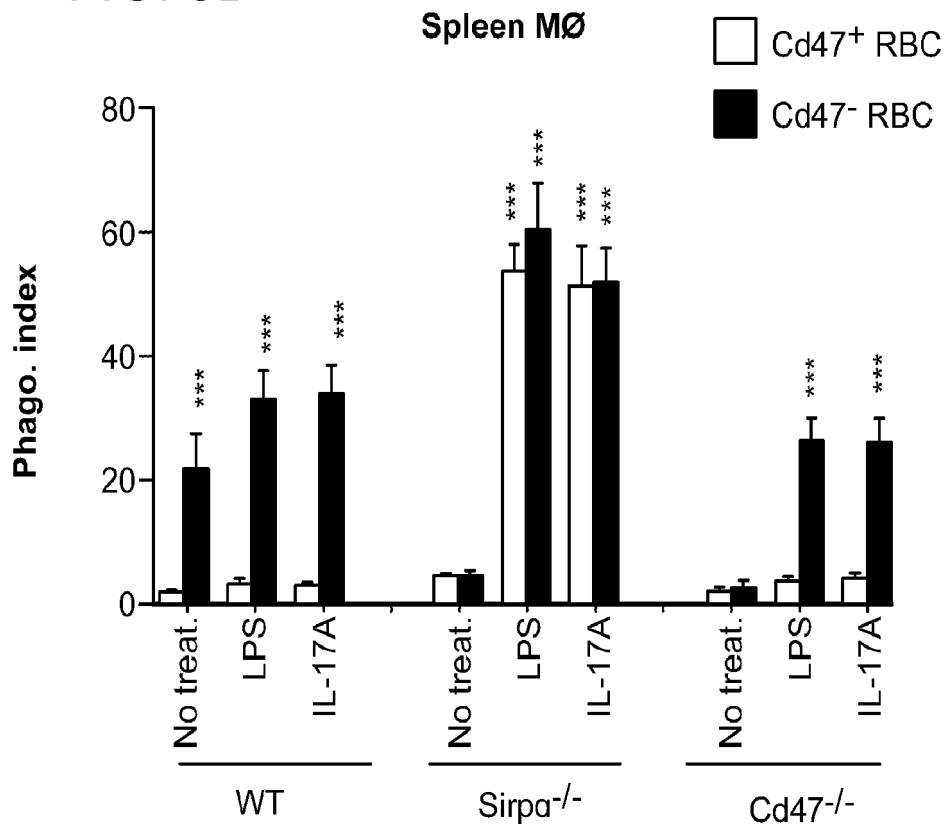 Spleen MØ
Cd47⁺ RBC
Cd47⁻ RBC
Phago. index
80
60
40
20
0
***
***
***
***
***
***
***
***
***
No treat.
LPS
IL-17A
No treat.
LPS
IL-17A
No treat.
LPS
IL-17A
WT
Sirpα⁻/⁻
Cd47⁻/⁻